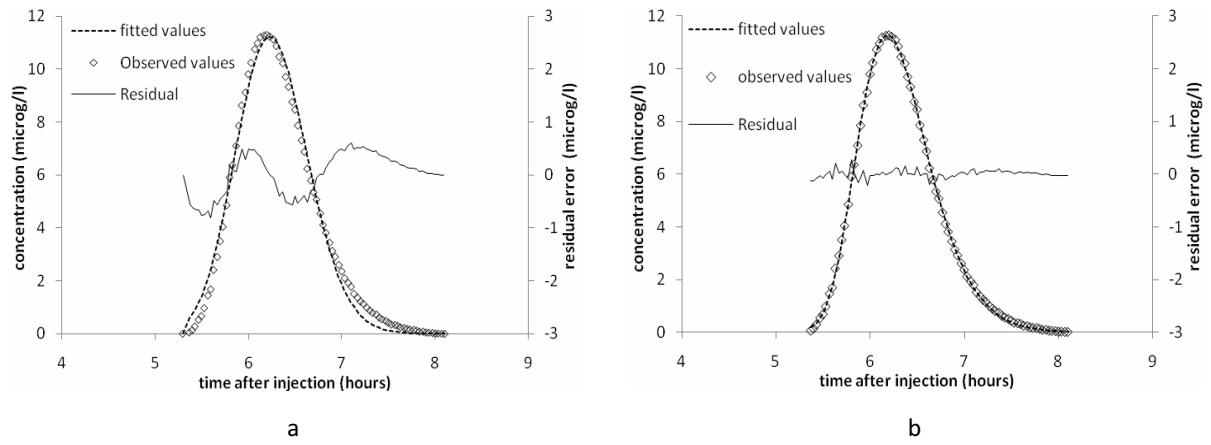 12
10
8
6
4
2
0
concentration (microg/l)
fitted values
Observed values
Residual
3
2
1
0
-1
-2
-3
residual error (microg/l)
4 5 6 7 8 9
time after injection (hours)
a
12
10
8
6
4
2
0
concentration (microg/l)
fitted values
observed values
Residual
3
2
1
0
-1
-2
-3
residual error (microg/l)
4 5 6 7 8 9
time after injection (hours)
b